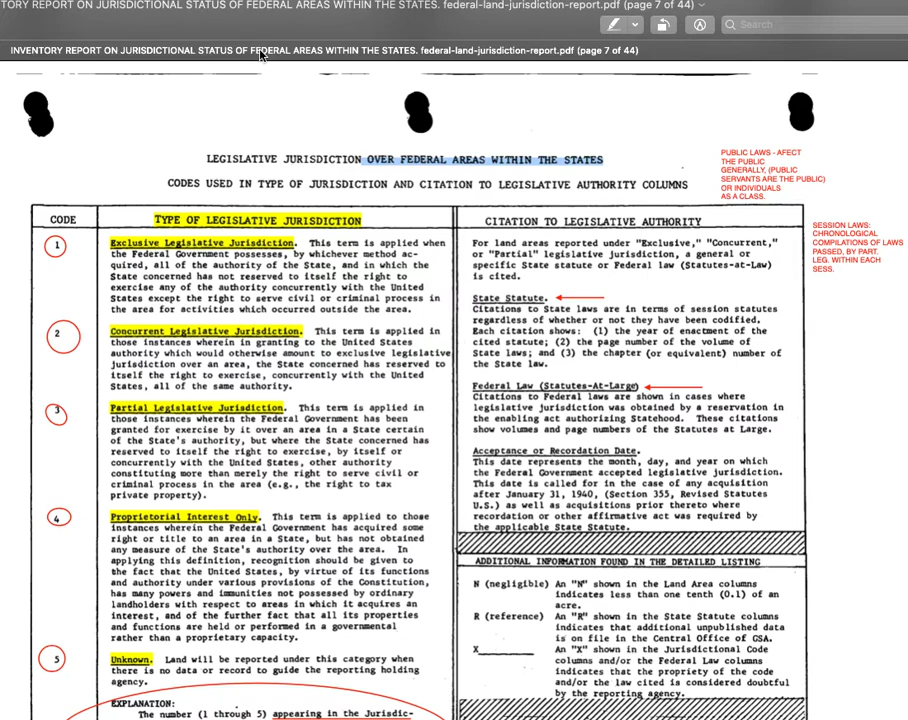 TORY REPORT ON JURISDICTIONAL STATUS OF FEDERAL AREAS WITHIN THE STATES. federal-land-jurisdiction-report.pdf (page 7 of 44)
Search
INVENTORY REPORT ON JURISDICTIONAL STATUS OF FEDERAL AREAS WITHIN THE STATES. federal-land-jurisdiction-report.pdf (page 7 of 44)
LEGISLATIVE JURISDICTION OVER FEDERAL AREAS WITHIN THE STATES
CODES USED IN TYPE OF JURISDICTION AND CITATION TO LEGISLATIVE AUTHORITY COLUMNS
PUBLIC LAWS - AFECT
THE PUBLIC
GENERALLY, (PUBLIC
SERVANTS ARE THE PUBLIC)
OR INDIVIDUALS
AS A CLASS.
SESSION LAWS:
CHRONOLOGICAL
COMPILATIONS OF LAWS
PASSED, BY PART.
LEG. WITHIN EACH
SESS.
CODE
TYPE OF LEGISLATIVE JURISDICTION
1
Exclusive Legislative Jurisdiction. This term is applied when
the Federal Government possesses, by whichever method ac-
quired, all of the authority of the State, and in which the
State concerned has not reserved to itself the right to
exercise any of the authority concurrently with the United
States except the right to serve civil or criminal process in
the area for activities which occurred outside the area.
2
Concurrent Legislative Jurisdiction. This term is applied in
those instances wherein in granting to the United States
authority which would otherwise amount to exclusive legislative
jurisdiction over an area, the State concerned has reserved to
itself the right to exercise, concurrently with the United
States, all of the same authority.
3
Partial Legislative Jurisdiction. This term is applied in
those instances wherein the Federal Government has been
granted for exercise by it over an area in a State certain
of the State's authority, but where the State concerned has
reserved to itself the right to exercise, by itself or
concurrently with the United States, other authority
constituting more than merely the right to serve civil or
criminal process in the area (e.g., the right to tax
private property).
4
Proprietorial Interest Only. This term is applied to those
instances wherein the Federal Government has acquired some
right or title to an area in a State, but has not obtained
any measure of the State's authority over the area. In
applying this definition, recognition should be given to
the fact that the United States, by virtue of its functions
and authority under various provisions of the Constitution,
has many powers and immunities not possessed by ordinary
landholders with respect to areas in which it acquires an
interest, and of the further fact that all its properties
and functions are held or performed in a governmental
rather than a proprietary capacity.
5
Unknown. Land will be reported under this category when
there is no data or record to guide the reporting holding
agency.
EXPLANATION:
The number (1 through 5) appearing in the Jurisdic-
CITATION TO LEGISLATIVE AUTHORITY
For land areas reported under "Exclusive," "Concurrent,"
or "Partial" legislative jurisdiction, a general or
specific State statute or Federal law (Statutes-at-Law)
is cited.
State Statute.
Citations to State laws are in terms of session statutes
regardless of whether or not they have been codified.
Each citation shows: (1) the year of enactment of the
cited statute; (2) the page number of the volume of
State laws; and (3) the chapter (or equivalent) number of
the State law.
Federal Law (Statutes-At-Large)
Citations to Federal laws are shown in cases where
legislative jurisdiction was obtained by a reservation in
the enabling act authorizing Statehood. These citations
show volumes and page numbers of the Statutes at Large.
Acceptance or Recordation Date.
This date represents the month, day, and year on which
the Federal Government accepted legislative jurisdiction.
This date is called for in the case of any acquisition
after January 31, 1940, (Section 355, Revised Statutes
U.S.) as well as acquisitions prior thereto where
recordation or other affirmative act was required by
the applicable State Statute.
ADDITIONAL INFORMATION FOUND IN THE DETAILED LISTING
N (negligible) An "N" shown in the Land Area columns
indicates less than one tenth (0.1) of an
acre.
R (reference) An "R" shown in the State Statute columns
indicates that additional unpublished data
is on file in the Central Office of GSA.
X________ An "X" shown in the Jurisdictional Code
columns and/or the Federal Law columns
indicates that the propriety of the code
and/or the law cited is considered doubtful
by the reporting agency.